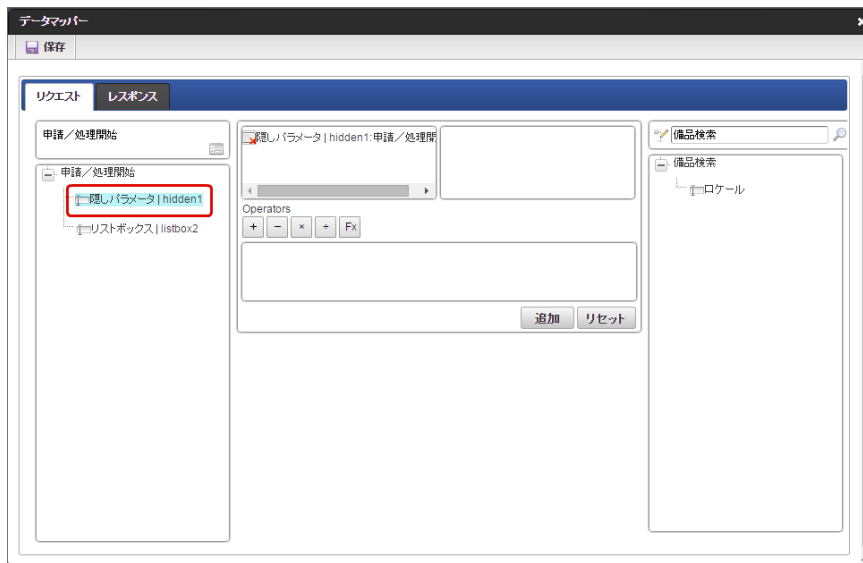 データマッパー
保存
リクエスト レスポンス
申請／処理開始
申請／処理開始
隠しパラメータ | hidden1
リストボックス | listbox2
隠しパラメータ | hidden1:申請／処理開
Operators
+ − × ÷ Fx
追加 リセット
備品検索
備品検索
ロケール